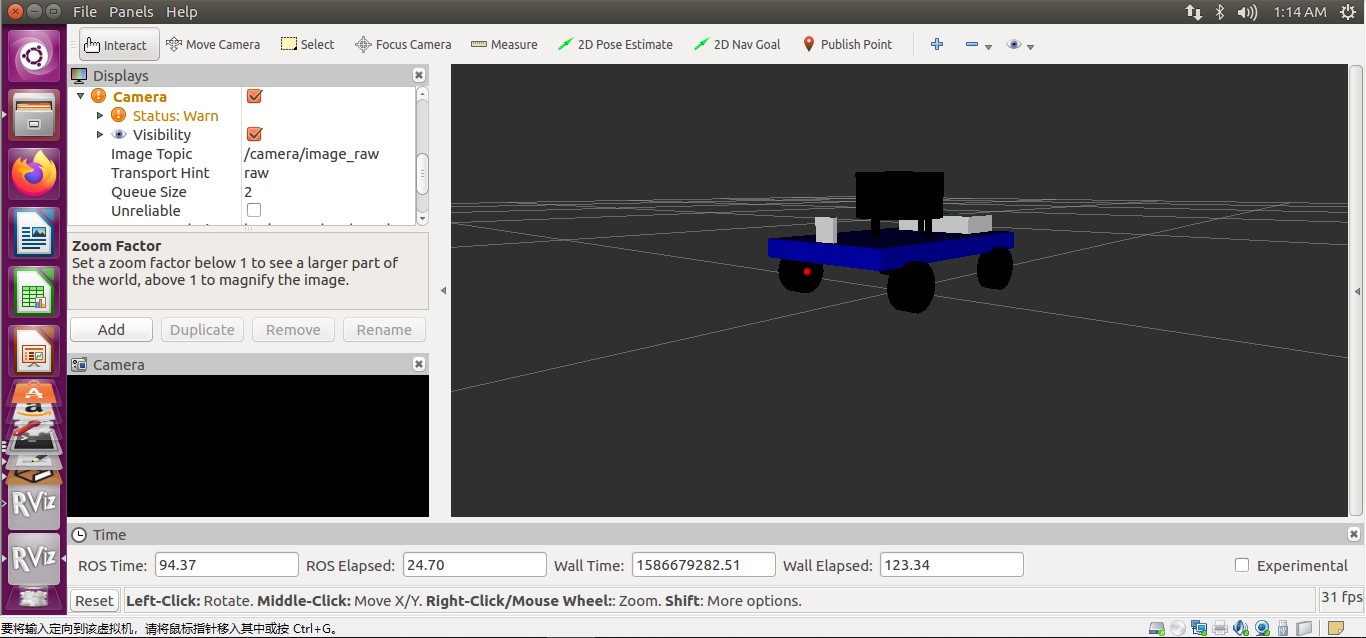 File Panels Help
1:14 AM
Interact Move Camera Select Focus Camera Measure 2D Pose Estimate 2D Nav Goal Publish Point
Displays
Camera
Status: Warn
Visibility
Image Topic /camera/image_raw
Transport Hint raw
Queue Size 2
Unreliable
Zoom Factor
Set a zoom factor below 1 to see a larger part of
the world, above 1 to magnify the image.
Add Duplicate Remove Rename
Camera
RViz
RViz
Time
ROS Time: 94.37 ROS Elapsed: 24.70 Wall Time: 1586679282.51 Wall Elapsed: 123.34 Experimental
Reset Left-Click: Rotate. Middle-Click: Move X/Y. Right-Click/Mouse Wheel:: Zoom. Shift: More options. 31 fps
要将输入定向到该虚拟机，请将鼠标指针移入其中或按 Ctrl+G。